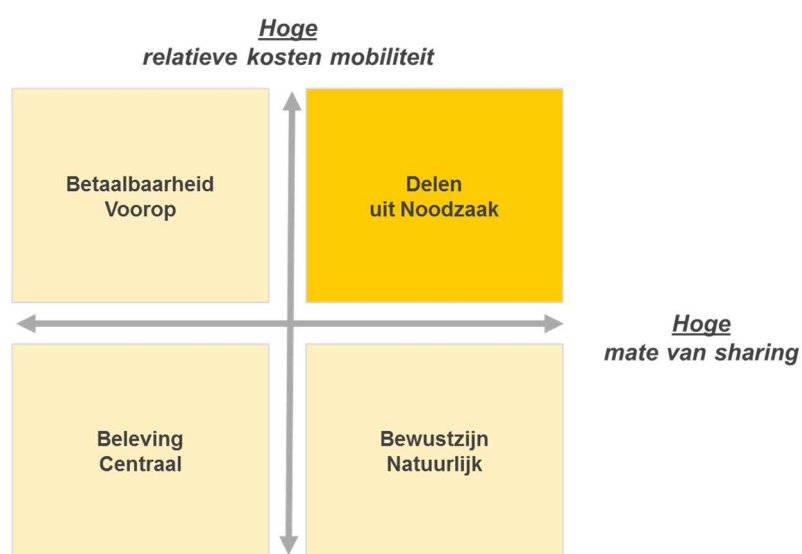 Hoge
relatieve kosten mobiliteit
Betaalbaarheid
Voorop
Delen
uit Noodzaak
Hoge
mate van sharing
Beleving
Centraal
Bewustzijn
Natuurlijk